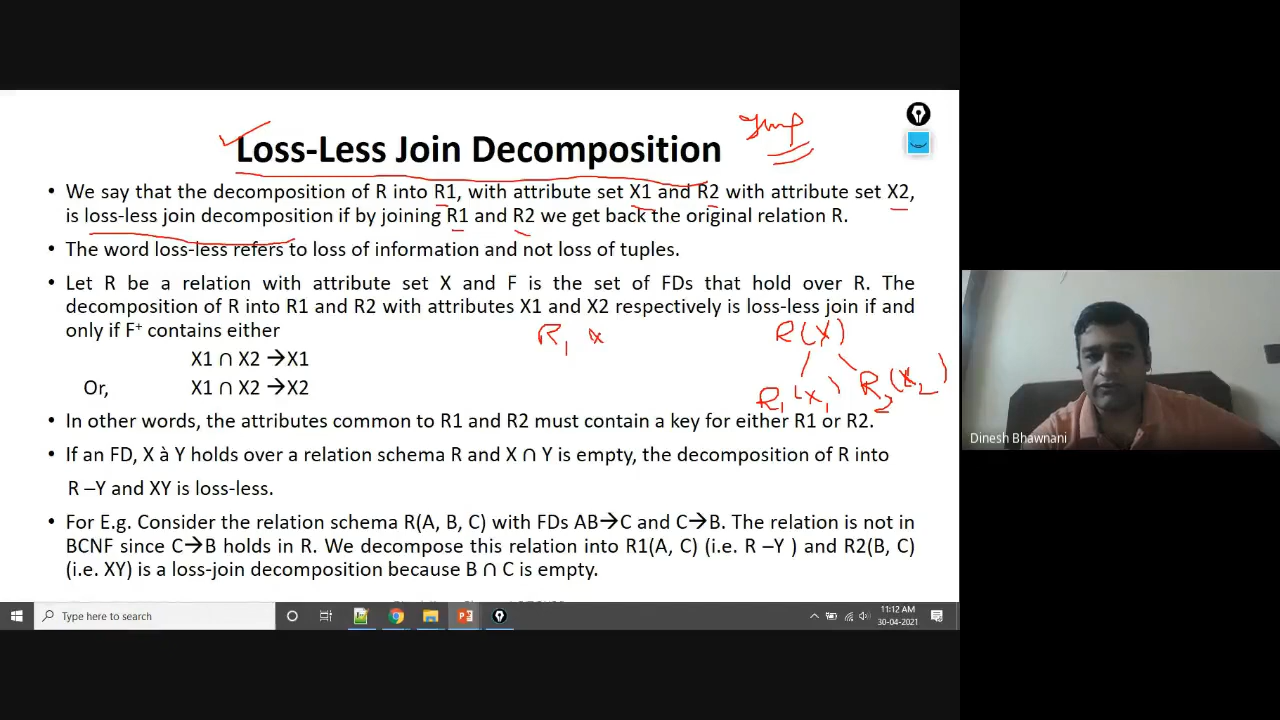 Imp
Loss-Less Join Decomposition
• We say that the decomposition of R into R1, with attribute set X1 and R2 with attribute set X2,
is loss-less join decomposition if by joining R1 and R2 we get back the original relation R.
• The word loss-less refers to loss of information and not loss of tuples.
• Let R be a relation with attribute set X and F is the set of FDs that hold over R. The
decomposition of R into R1 and R2 with attributes X1 and X2 respectively is loss-less join if and
only if F⁺ contains either
R1 x R(X)
X1 ∩ X2 →X1
Or, X1 ∩ X2 →X2
R1(X1) R2(X2)
• In other words, the attributes common to R1 and R2 must contain a key for either R1 or R2.
• If an FD, X à Y holds over a relation schema R and X ∩ Y is empty, the decomposition of R into
R –Y and XY is loss-less.
• For E.g. Consider the relation schema R(A, B, C) with FDs AB→C and C→B. The relation is not in
BCNF since C→B holds in R. We decompose this relation into R1(A, C) (i.e. R –Y ) and R2(B, C)
(i.e. XY) is a loss-join decomposition because B ∩ C is empty.
Dinesh Bhawnani
Type here to search
11:12 AM
30-04-2021